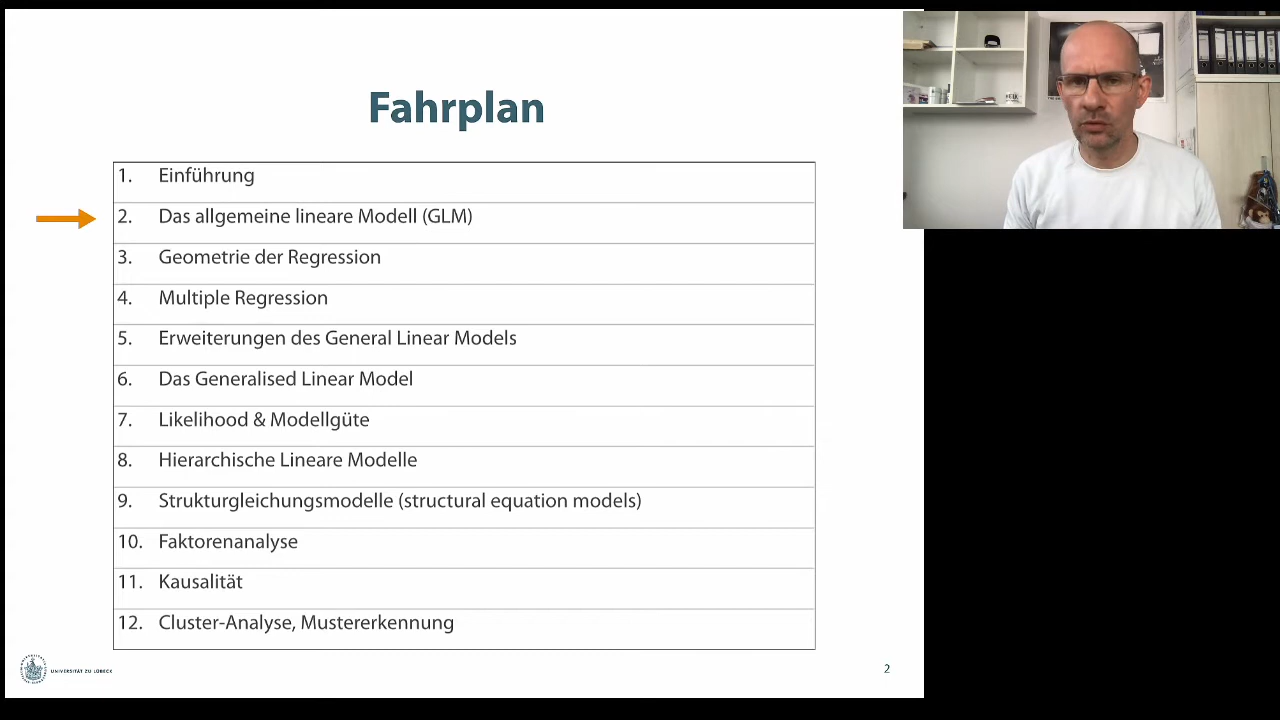 Fahrplan
1. Einführung
2. Das allgemeine lineare Modell (GLM)
3. Geometrie der Regression
4. Multiple Regression
5. Erweiterungen des General Linear Models
6. Das Generalised Linear Model
7. Likelihood & Modellgüte
8. Hierarchische Lineare Modelle
9. Strukturgleichungsmodelle (structural equation models)
10. Faktorenanalyse
11. Kausalität
12. Cluster-Analyse, Mustererkennung
UNIVERSITÄT ZU LÜBECK
2